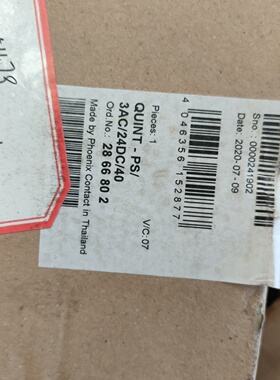 Pieces: 1
V/C: 07
QUINT - PS/
3AC/24DC/40
Ord.No.: 28 66 80 2
Made by Phoenix Contact in Thailand
4 046356 152877
Sno.: 0000241902
Date: 2020-07-09